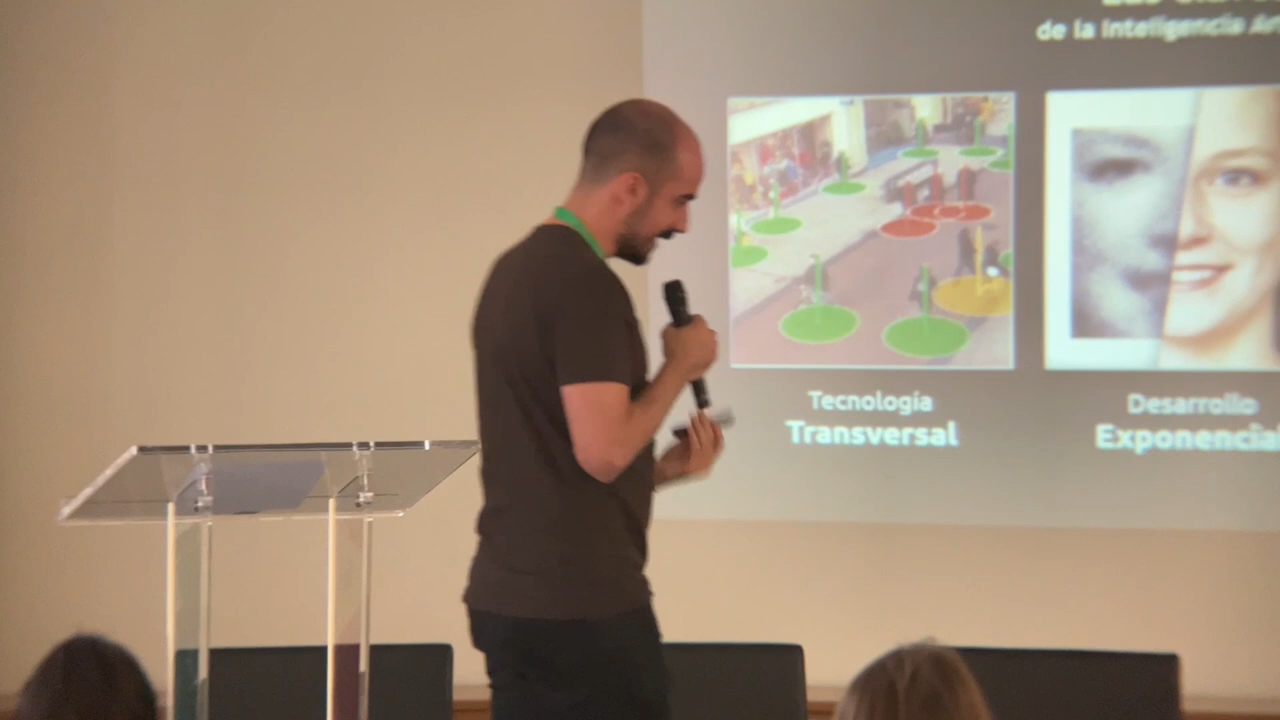 de la Inteligencia
Tecnología
Transversal
Desarrollo
Exponencial